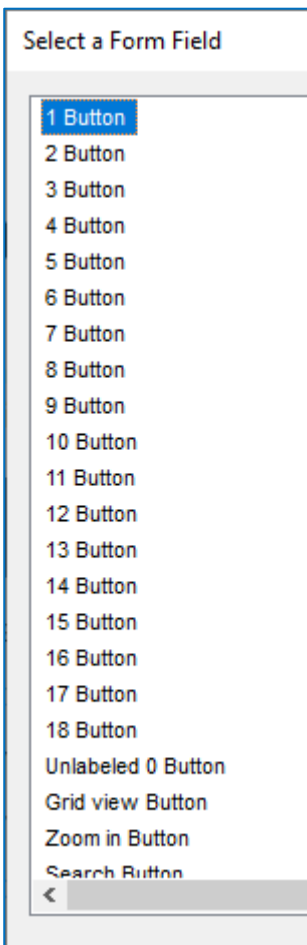 Select a Form Field
1 Button
2 Button
3 Button
4 Button
5 Button
6 Button
7 Button
8 Button
9 Button
10 Button
11 Button
12 Button
13 Button
14 Button
15 Button
16 Button
17 Button
18 Button
Unlabeled 0 Button
Grid view Button
Zoom in Button
Search Button